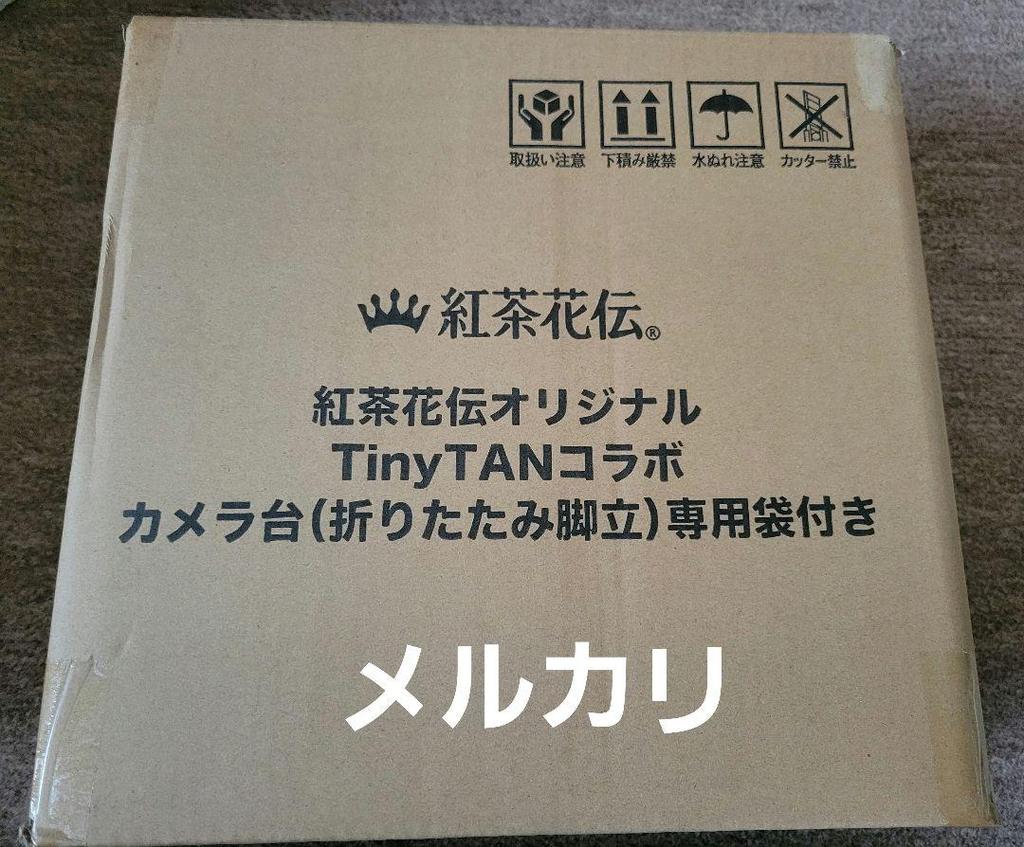 取扱い注意 下積み厳禁 水ぬれ注意 カッター禁止
紅茶花伝®
紅茶花伝オリジナル
TinyTANコラボ
カメラ台(折りたたみ脚立)専用袋付き
メルカリ